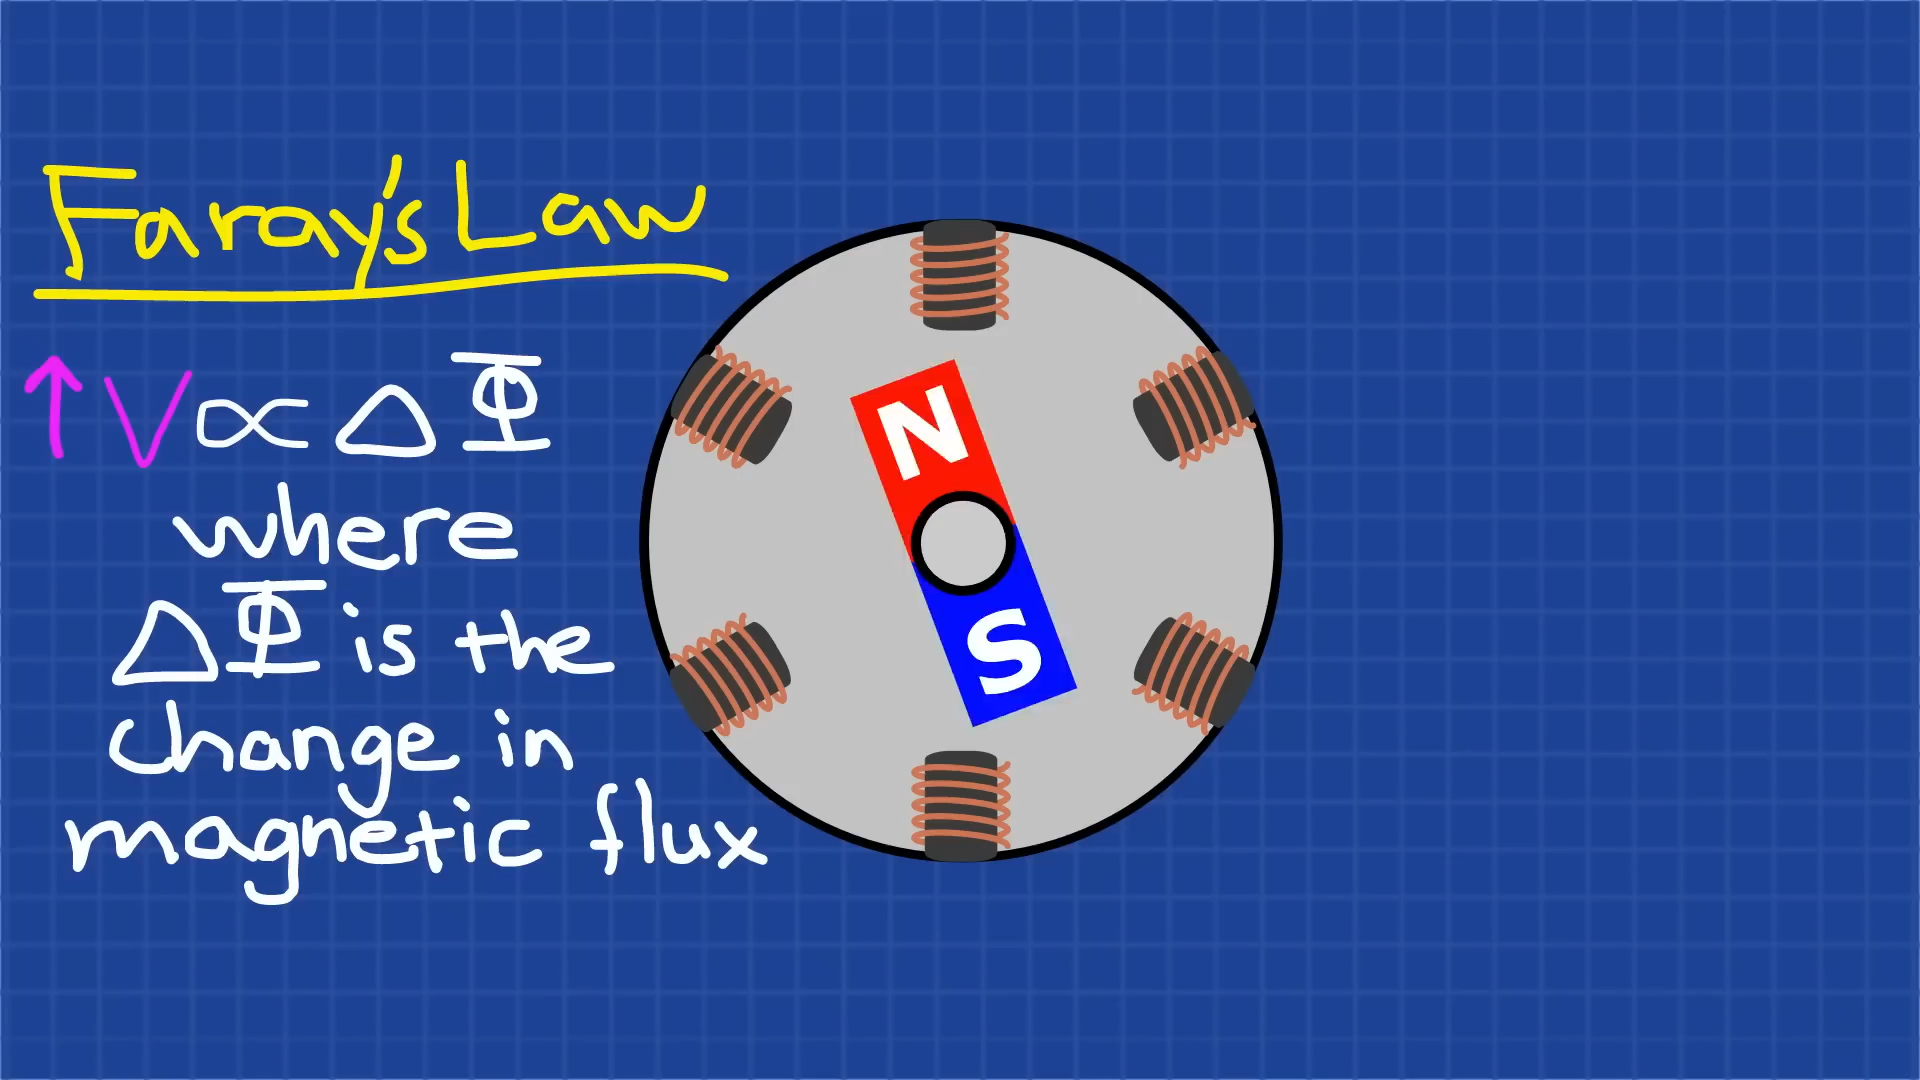 Faray's Law
↑ V ∝ ΔΦ
where
ΔΦ is the
change in
magnetic flux
N
S